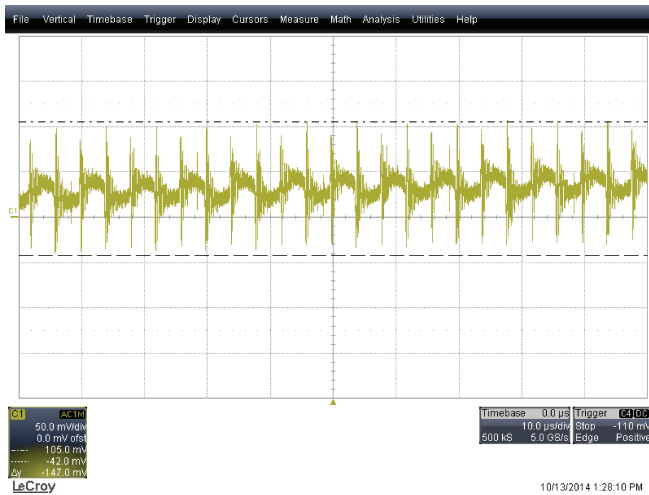 File Vertical Timebase Trigger Display Cursors Measure Math Analysis Utilities Help
C1
C1 AC1M
50.0 mV/div
0.0 mV ofst
105.0 mV
-42.0 mV
Δy -147.0 mV
Timebase 0.0 µs
10.0 µs/div
500 kS 5.0 GS/s
Trigger C4 DC
Stop -110 mV
Edge Positive
LeCroy
10/13/2014 1:28:10 PM